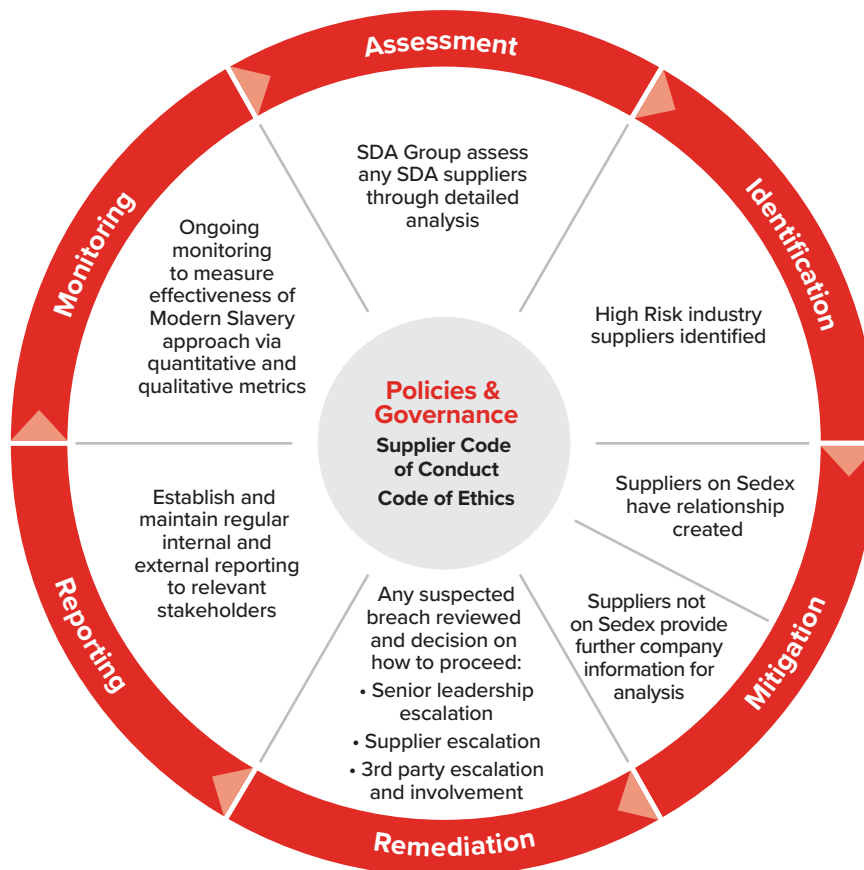 Assessment
SDA Group assess
any SDA suppliers
through detailed
analysis
Identification
High Risk industry
suppliers identified
Mitigation
Suppliers on Sedex
have relationship
created
Suppliers not
on Sedex provide
further company
information for
analysis
Remediation
Any suspected
breach reviewed
and decision on
how to proceed:
• Senior leadership
escalation
• Supplier escalation
• 3rd party escalation
and involvement
Reporting
Establish and
maintain regular
internal and
external reporting
to relevant
stakeholders
Monitoring
Ongoing
monitoring
to measure
effectiveness of
Modern Slavery
approach via
quantitative and
qualitative metrics
Policies &
Governance
Supplier Code
of Conduct
Code of Ethics